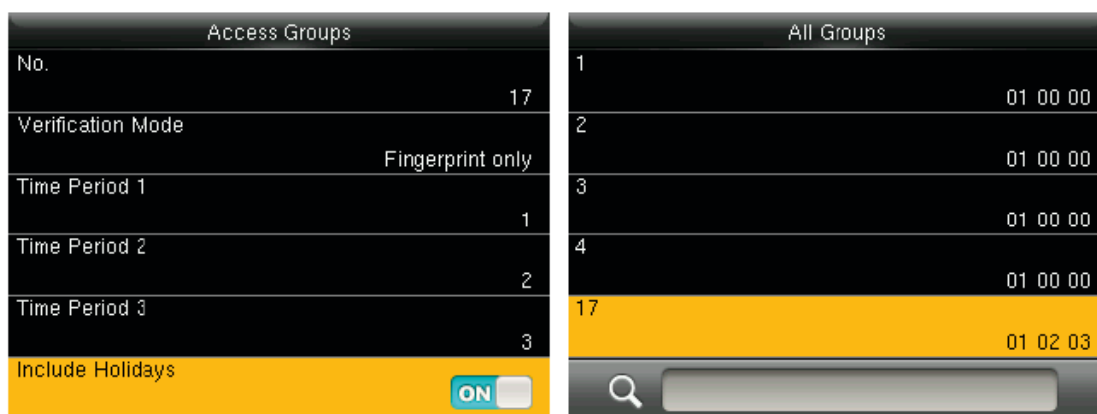 Access Groups
No.
17
Verification Mode
Fingerprint only
Time Period 1
1
Time Period 2
2
Time Period 3
3
Include Holidays
ON
All Groups
1
01 00 00
2
01 00 00
3
01 00 00
4
01 00 00
17
01 02 03